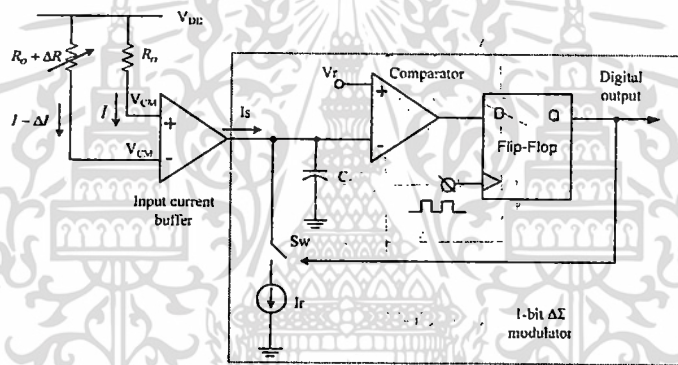 V_DD
R_o + ΔR
R_o
I − ΔI
I
V_CM
V_CM
+
-
Input current
buffer
Is
Vr
+
-
Comparator
D
Q
Flip-Flop
Digital
output
C
Sw
Ir
1-bit ΔΣ
modulator